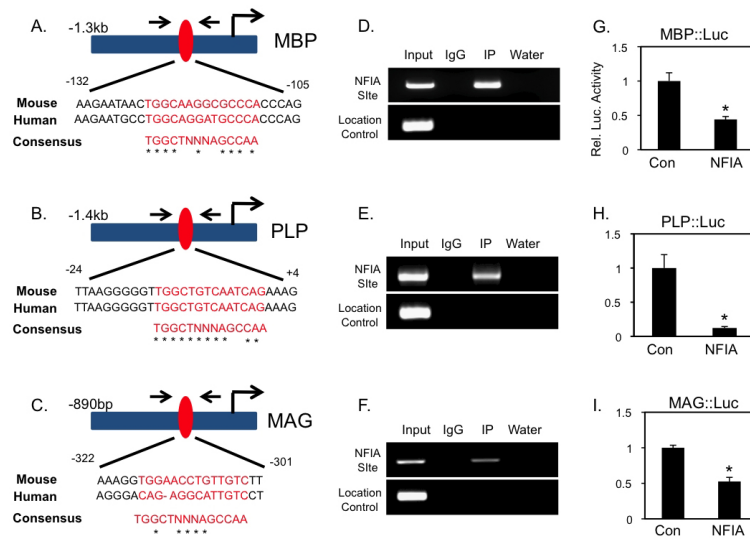 A.
-1.3kb
MBP
-132
-105
Mouse AAGAATAACTGGCAAGGCGCCCACCCAG
Human AAGAATGCCTGGCAGGATGCCCACCCAG
Consensus TGGCTNNNAGCCAA
* * * * * * * * *
D.
Input IgG IP Water
NFIA
SIte
Location
Control
G.
MBP::Luc
Rel. Luc. Activity
1.5
1
0.5
0
*
Con NFIA
B.
-1.4kb
PLP
-24
+4
Mouse TTAAGGGGGTTGGCTGTCAATCAGAAAG
Human TTAAGGGGGTTGGCTGTCAATCAGAAAG
Consensus TGGCTNNNAGCCAA
* * * * * * * * * * *
E.
Input IgG IP Water
NFIA
SIte
Location
Control
H.
PLP::Luc
1.5
1
0.5
0
*
Con NFIA
C.
-890bp
MAG
-322
-301
Mouse AAAGGTGGAACCTGTTGTCTT
Human AGGGACAG-AGGCATTGTCCT
Consensus TGGCTNNNAGCCAA
* * * * *
F.
Input IgG IP Water
NFIA
SIte
Location
Control
I.
MAG::Luc
1.5
1
0.5
0
*
Con NFIA